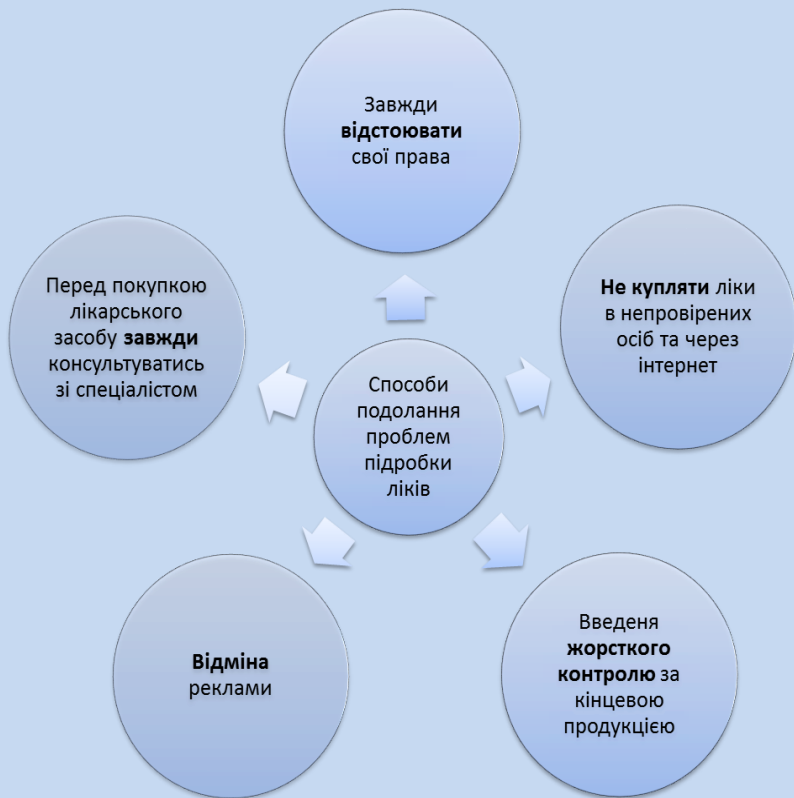 Завжди
відстоювати
свої права
Перед покупкою
лікарського
засобу завжди
консультуватись
зі спеціалістом
Не купляти ліки
в непровірених
осіб та через
інтернет
Способи
подолання
проблем
підробки
ліків
Відміна
реклами
Введеня
жорсткого
контролю за
кінцевою
продукцією